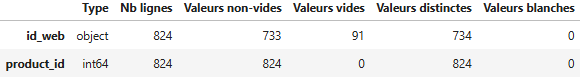 Type Nb lignes Valeurs non-vides Valeurs vides Valeurs distinctes Valeurs blanches
id_web object 824 733 91 734 0
product_id int64 824 824 0 824 0